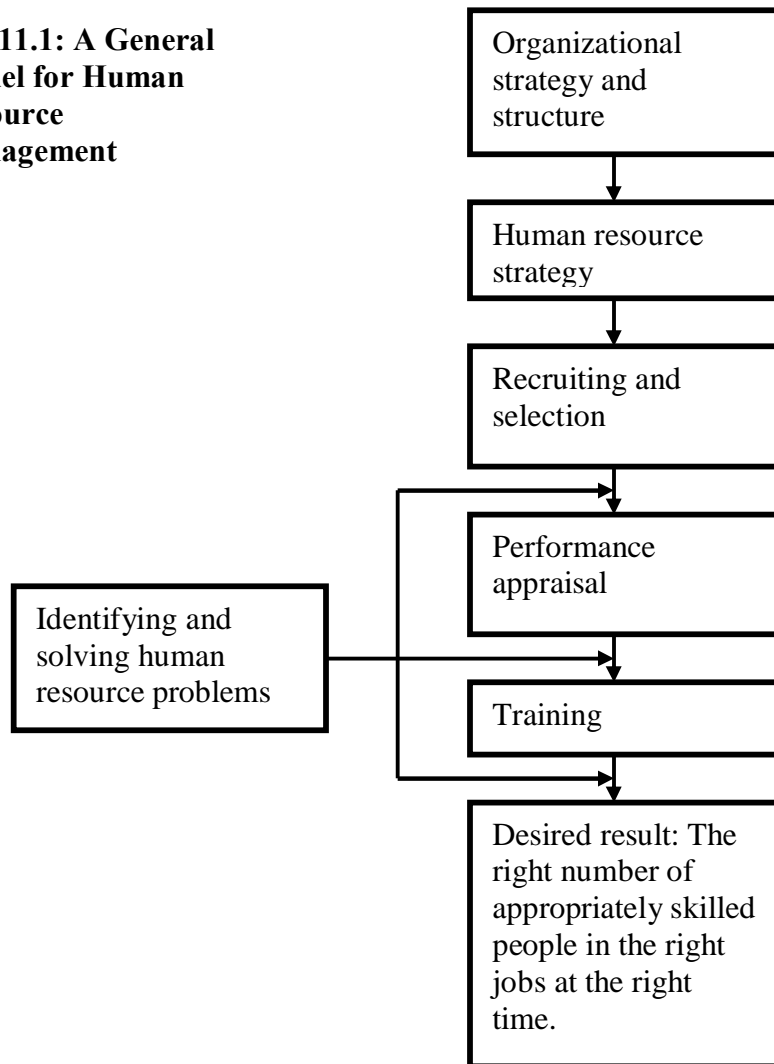 11.1: A General
el for Human
ource
agement
Organizational
strategy and
structure
Human resource
strategy
Recruiting and
selection
Performance
appraisal
Identifying and
solving human
resource problems
Training
Desired result: The
right number of
appropriately skilled
people in the right
jobs at the right
time.